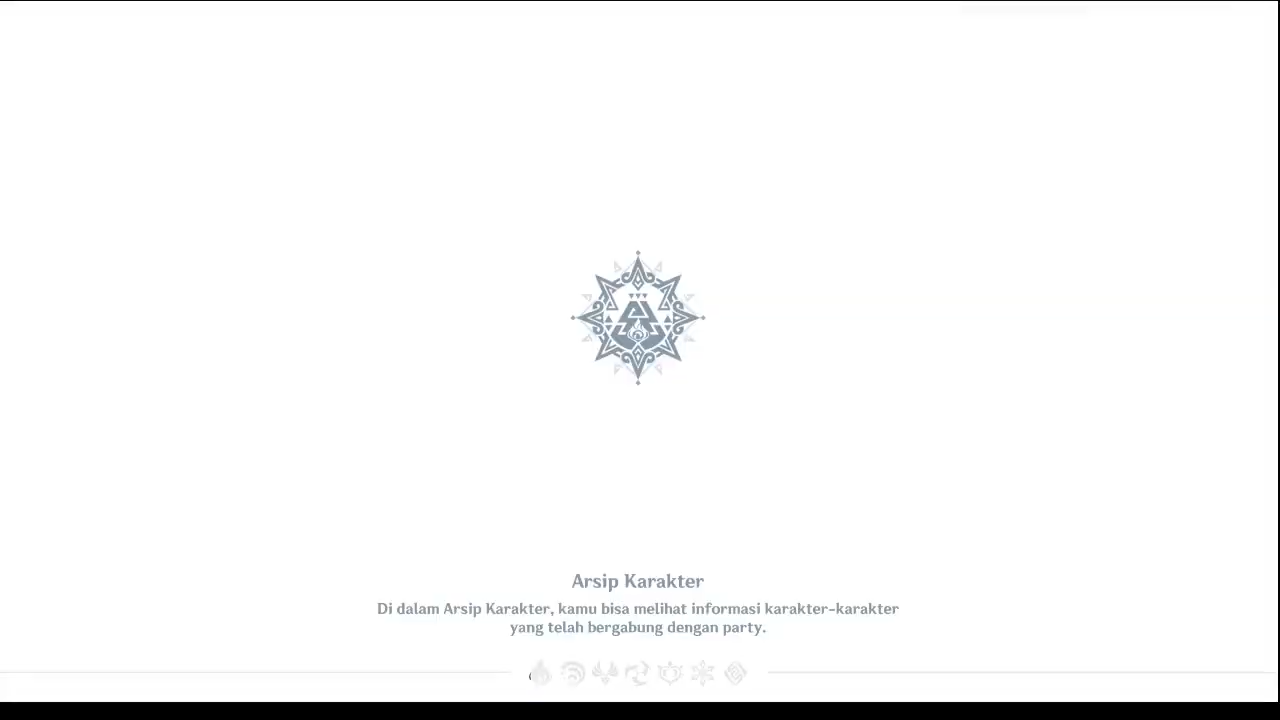 Arsip Karakter
Di dalam Arsip Karakter, kamu bisa melihat informasi karakter-karakter
yang telah bergabung dengan party.